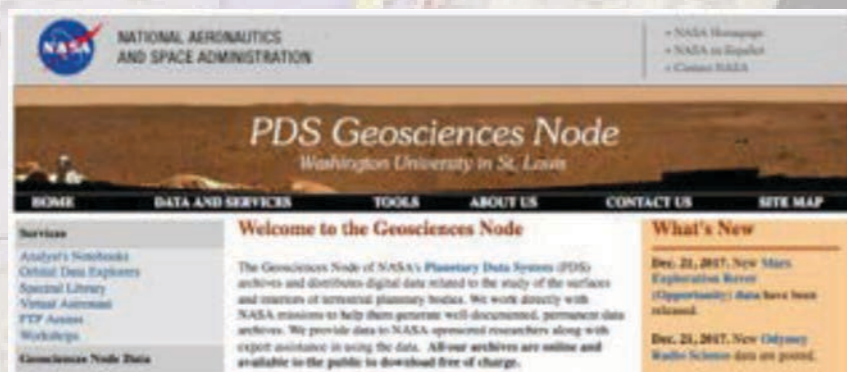 NASA
NATIONAL AERONAUTICS
AND SPACE ADMINISTRATION
+ NASA Homepage
+ NASA en Español
+ Contact NASA
PDS Geosciences Node
Washington University in St. Louis
HOME DATA AND SERVICES TOOLS ABOUT US CONTACT US SITE MAP
Services
Analyst's Notebooks
Orbital Data Explorers
Spectral Library
Virtual Astronaut
FTP Access
Workshops
Geosciences Node Data
Welcome to the Geosciences Node
The Geosciences Node of NASA's Planetary Data System (PDS)
archives and distributes digital data related to the study of the surfaces
and interiors of terrestrial planetary bodies. We work directly with
NASA missions to help them generate well-documented, permanent data
archives. We provide data to NASA-sponsored researchers along with
expert assistance in using the data. All our archives are online and
available to the public to download free of charge.
What's New
Dec. 21, 2017. New Mars
Exploration Rover
(Opportunity) data have been
released.
Dec. 21, 2017. New Odyssey
Radio Science data are posted.